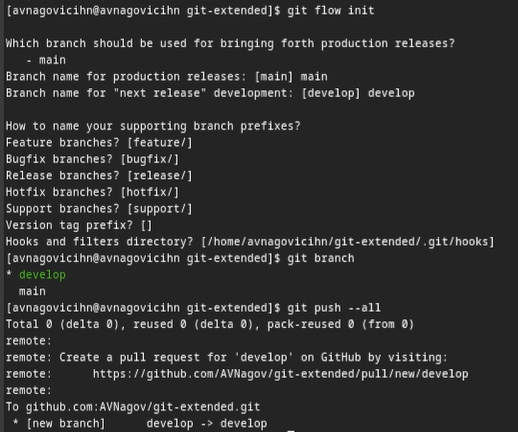 [avnagovicihn@avnagovicihn git-extended]$ git flow init
Which branch should be used for bringing forth production releases?
- main
Branch name for production releases: [main] main
Branch name for "next release" development: [develop] develop
How to name your supporting branch prefixes?
Feature branches? [feature/]
Bugfix branches? [bugfix/]
Release branches? [release/]
Hotfix branches? [hotfix/]
Support branches? [support/]
Version tag prefix? []
Hooks and filters directory? [/home/avnagovicihn/git-extended/.git/hooks]
[avnagovicihn@avnagovicihn git-extended]$ git branch
* develop
main
[avnagovicihn@avnagovicihn git-extended]$ git push --all
Total 0 (delta 0), reused 0 (delta 0), pack-reused 0 (from 0)
remote:
remote: Create a pull request for 'develop' on GitHub by visiting:
remote:      https://github.com/AVNagov/git-extended/pull/new/develop
remote:
To github.com:AVNagov/git-extended.git
* [new branch]      develop -> develop